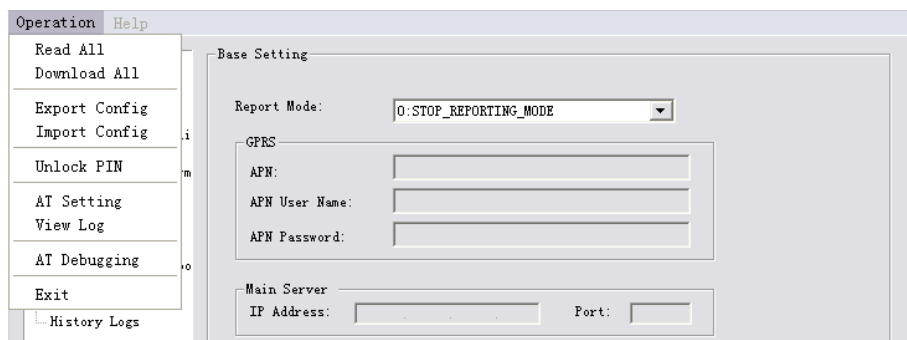 Operation Help
Read All
Download All
Export Config
Import Config
Unlock PIN
AT Setting
View Log
AT Debugging
Exit
History Logs
Base Setting
Report Mode: 0:STOP_REPORTING_MODE
GPRS
APN:
APN User Name:
APN Password:
Main Server
IP Address: . . . Port: